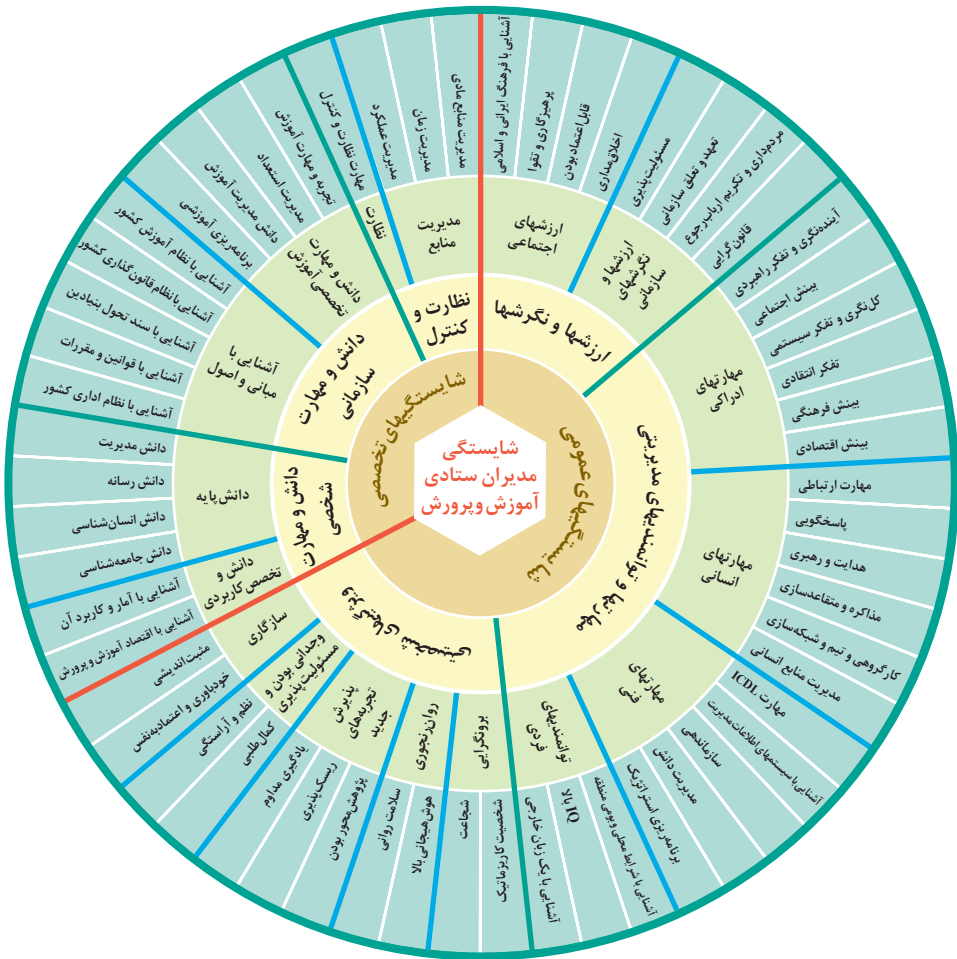 شایستگی
مدیران ستادی
آموزش و پرورش
شایستگیهای عمومی
شایستگیهای تخصصی
ارزشها و نگرشها
مهارتها و توانمندیهای مدیریتی
ویژگیهای شخصیتی
دانش و مهارت
شخصی
دانش و مهارت
سازمانی
نظارت و
کنترل
ارزشهای
اجتماعی
ارزشها و
نگرشهای
سازمانی
مهارتهای
ادراکی
مهارتهای
انسانی
مهارتهای
فنی
توانمندیهای
فردی
برونگرایی
روان‌رنجوری
پذیرش
تجربه‌های
جدید
وجدانی بودن و
مسئولیت‌پذیری
سازگاری
دانش و
تخصص کاربردی
دانش پایه
آشنایی با
مبانی و اصول
دانش و مهارت
تخصصی آموزش
نظارت
مدیریت
منابع
آشنایی با فرهنگ ایرانی و اسلامی
پرهیزگاری و تقوا
قابل‌اعتماد بودن
اخلاق‌مداری
مسئولیت‌پذیری
تعهد و تعلق سازمانی
مردم‌داری و تکریم ارباب‌رجوع
قانون‌گرایی
آینده‌نگری و تفکر راهبردی
بینش اجتماعی
کل‌نگری و تفکر سیستمی
تفکر انتقادی
بینش فرهنگی
بینش اقتصادی
مهارت ارتباطی
پاسخگویی
هدایت و رهبری
مذاکره و متقاعدسازی
کارگروهی و تیم و شبکه‌سازی
مدیریت منابع انسانی
مهارت ICDL
آشنایی با سیستمهای اطلاعات مدیریت
سازماندهی
مدیریت دانش
برنامه‌ریزی استراتژیک
آشنایی با شرایط محلی و بومی منطقه
IQ بالا
آشنایی با یک زبان خارجی
شخصیت کاریزماتیک
شجاعت
هوش‌هیجانی بالا
سلامت روانی
پژوهش‌محور بودن
ریسک‌پذیری
یادگیری مداوم
کمال‌طلبی
نظم و آراستگی
خودباوری و اعتمادبه‌نفس
مثبت‌اندیشی
آشنایی با اقتصاد آموزش و پرورش
آشنایی با آمار و کاربرد آن
دانش جامعه‌شناسی
دانش انسان‌شناسی
دانش رسانه
دانش مدیریت
آشنایی با نظام اداری کشور
آشنایی با قوانین و مقررات
آشنایی با سند تحول بنیادین
آشنایی با نظام قانون‌گذاری کشور
آشنایی با نظام آموزش کشور
برنامه‌ریزی آموزشی
دانش مدیریت آموزش
مدیریت استعداد
تجربه و مهارت آموزش
مهارت نظارت و کنترل
مدیریت عملکرد
مدیریت زمان
مدیریت منابع مادی